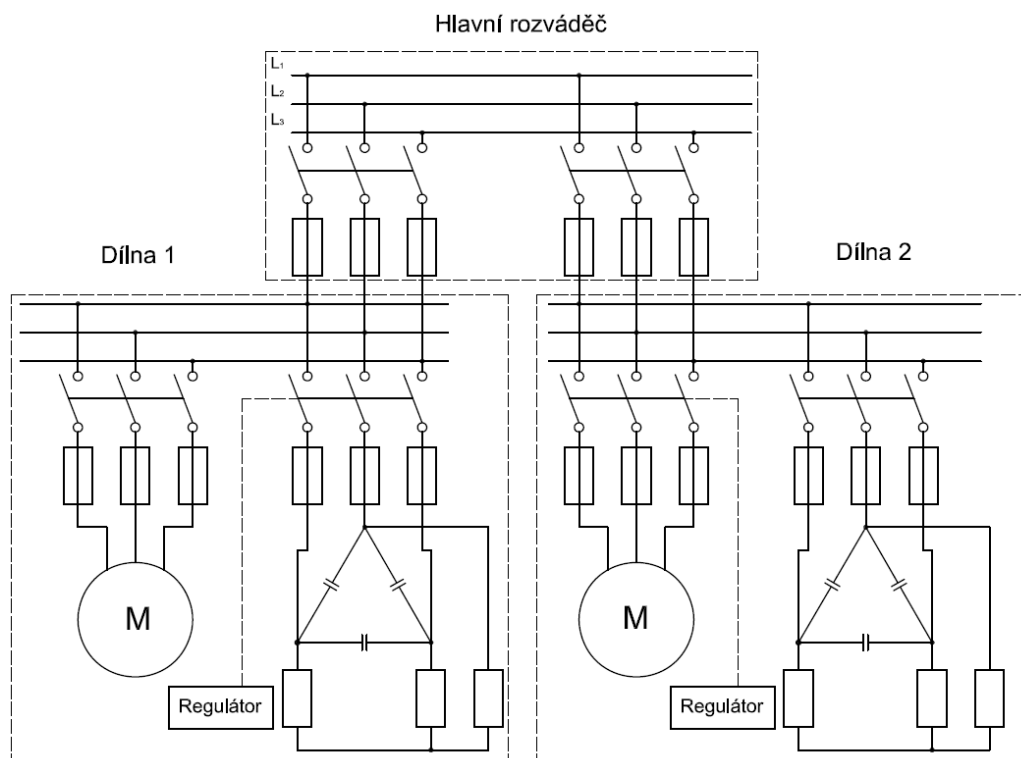 Hlavní rozváděč
L₁
L₂
L₃
Dílna 1
Dílna 2
M
M
Regulátor
Regulátor